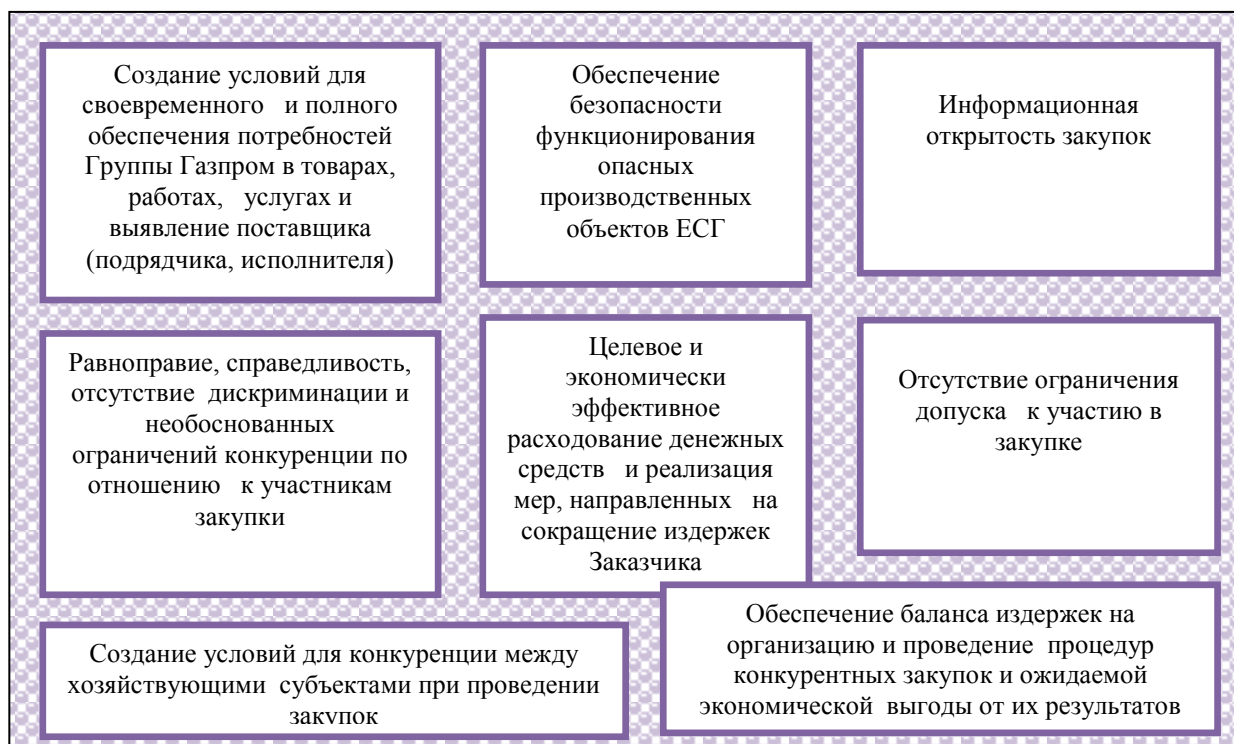 Создание условий для
своевременного и полного
обеспечения потребностей
Группы Газпром в товарах,
работах, услугах и
выявление поставщика
(подрядчика, исполнителя)
Обеспечение
безопасности
функционирования
опасных
производственных
объектов ЕСГ
Информационная
открытость закупок
Равноправие, справедливость,
отсутствие дискриминации и
необоснованных
ограничений конкуренции по
отношению к участникам
закупки
Целевое и
экономически
эффективное
расходование денежных
средств и реализация
мер, направленных на
сокращение издержек
Заказчика
Отсутствие ограничения
допуска к участию в
закупке
Создание условий для конкуренции между
хозяйствующими субъектами при проведении
закупок
Обеспечение баланса издержек на
организацию и проведение процедур
конкурентных закупок и ожидаемой
экономической выгоды от их результатов